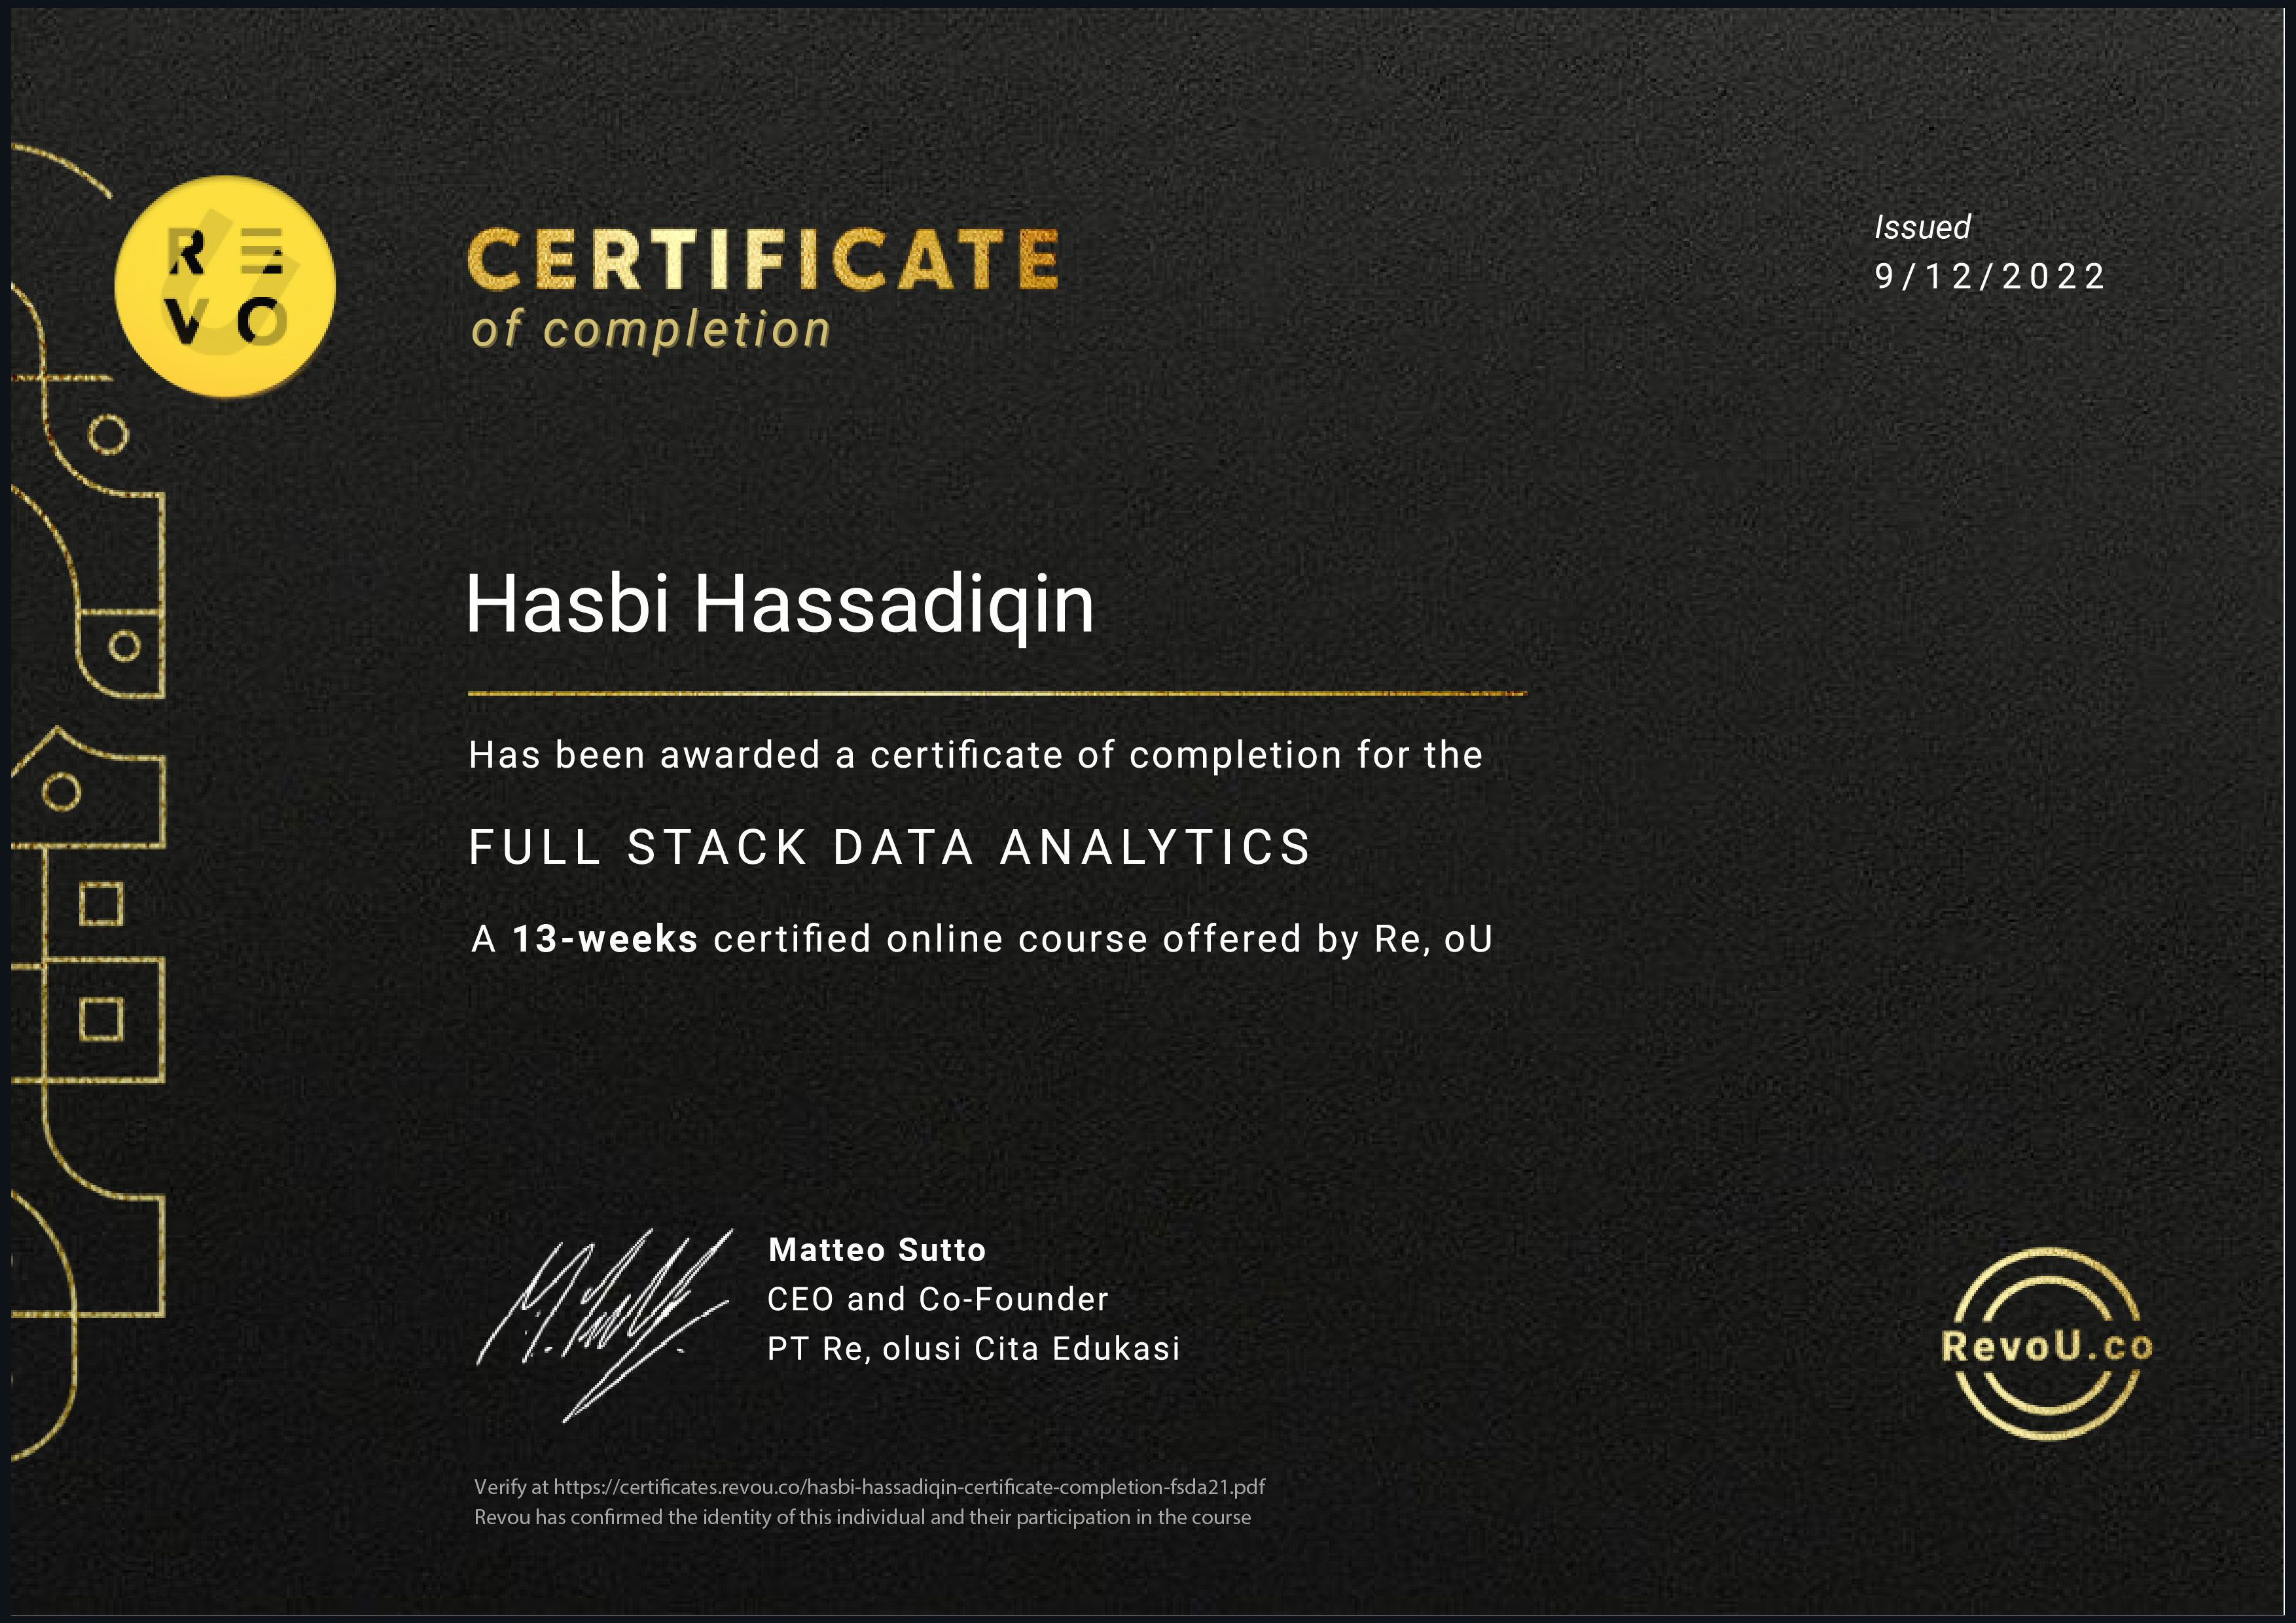 RE
VO
CERTIFICATE
of completion
Issued
9/12/2022
Hasbi Hassadiqin
Has been awarded a certificate of completion for the
FULL STACK DATA ANALYTICS
A 13-weeks certified online course offered by Re, oU
Matteo Sutto
CEO and Co-Founder
PT Re, olusi Cita Edukasi
RevoU.co
Verify at https://certificates.revou.co/hasbi-hassadiqin-certificate-completion-fsda21.pdf
Revou has confirmed the identity of this individual and their participation in the course